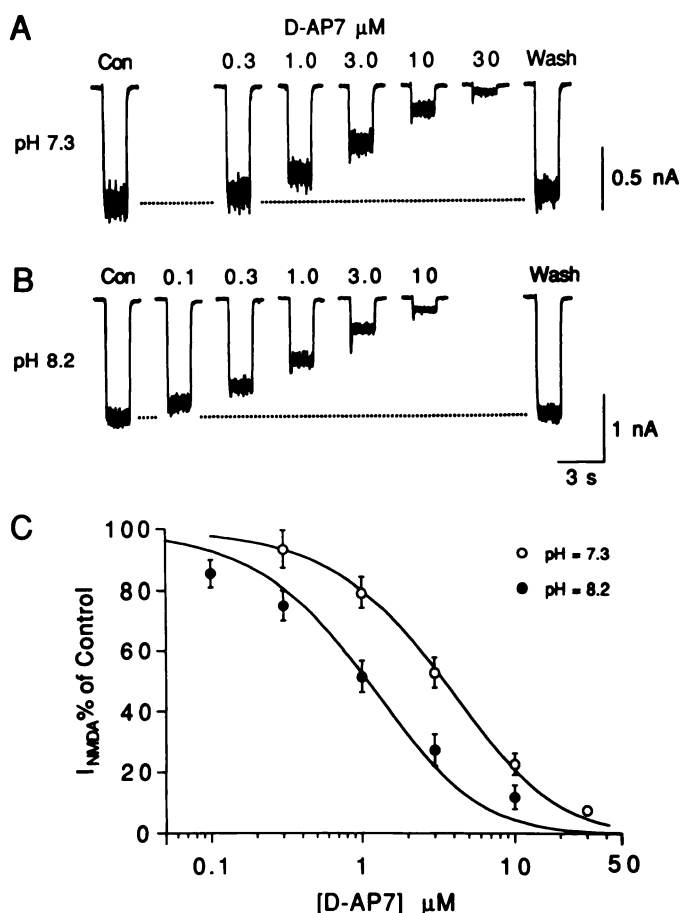 A
D-AP7 μM
Con 0.3 1.0 3.0 10 30 Wash
pH 7.3
0.5 nA
B
Con 0.1 0.3 1.0 3.0 10 Wash
pH 8.2
1 nA
3 s
C
100
80
60
40
20
0
I_NMDA % of Control
pH = 7.3
pH = 8.2
0.1 1 10 50
[D-AP7] μM